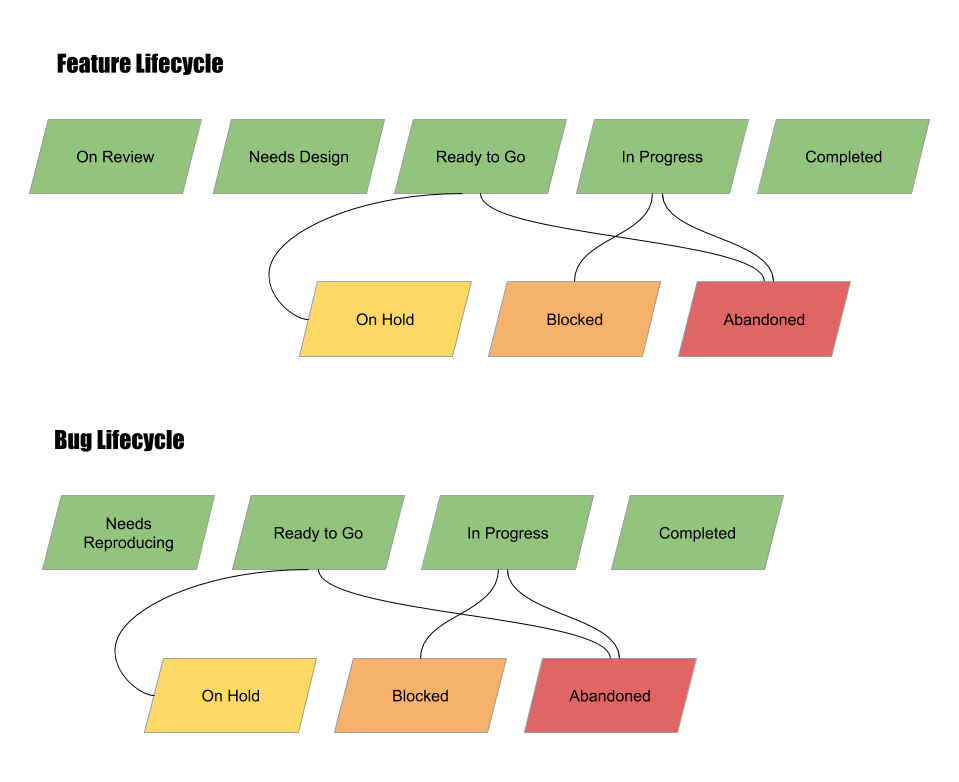 Feature Lifecycle
On Review
Needs Design
Ready to Go
In Progress
Completed
On Hold
Blocked
Abandoned
Bug Lifecycle
Needs
Reproducing
Ready to Go
In Progress
Completed
On Hold
Blocked
Abandoned